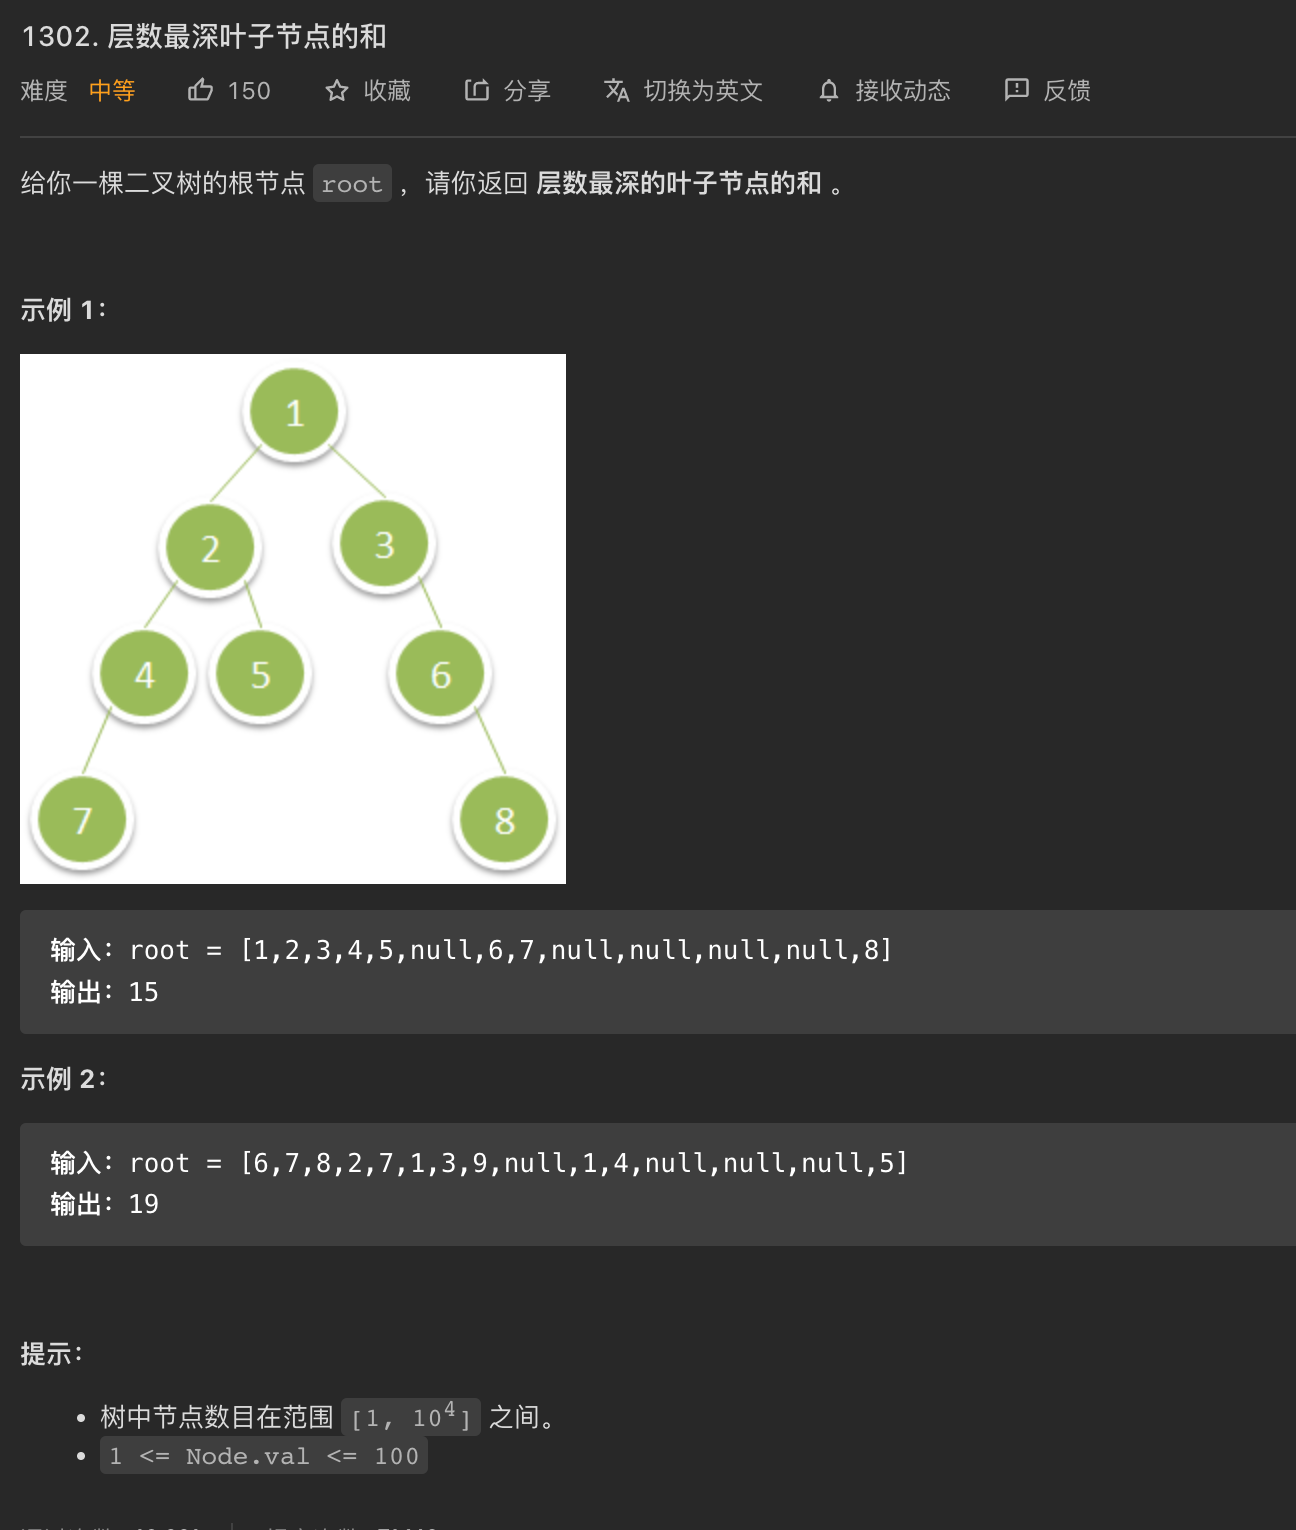 1302. 层数最深叶子节点的和
难度 中等 150 收藏 分享 切换为英文 接收动态 反馈
给你一棵二叉树的根节点 root ，请你返回 层数最深的叶子节点的和 。
示例 1：
1
2 3
4 5 6
7 8
输入：root = [1,2,3,4,5,null,6,7,null,null,null,null,8]
输出：15
示例 2：
输入：root = [6,7,8,2,7,1,3,9,null,1,4,null,null,null,5]
输出：19
提示：
• 树中节点数目在范围 [1, 10⁴] 之间。
• 1 <= Node.val <= 100